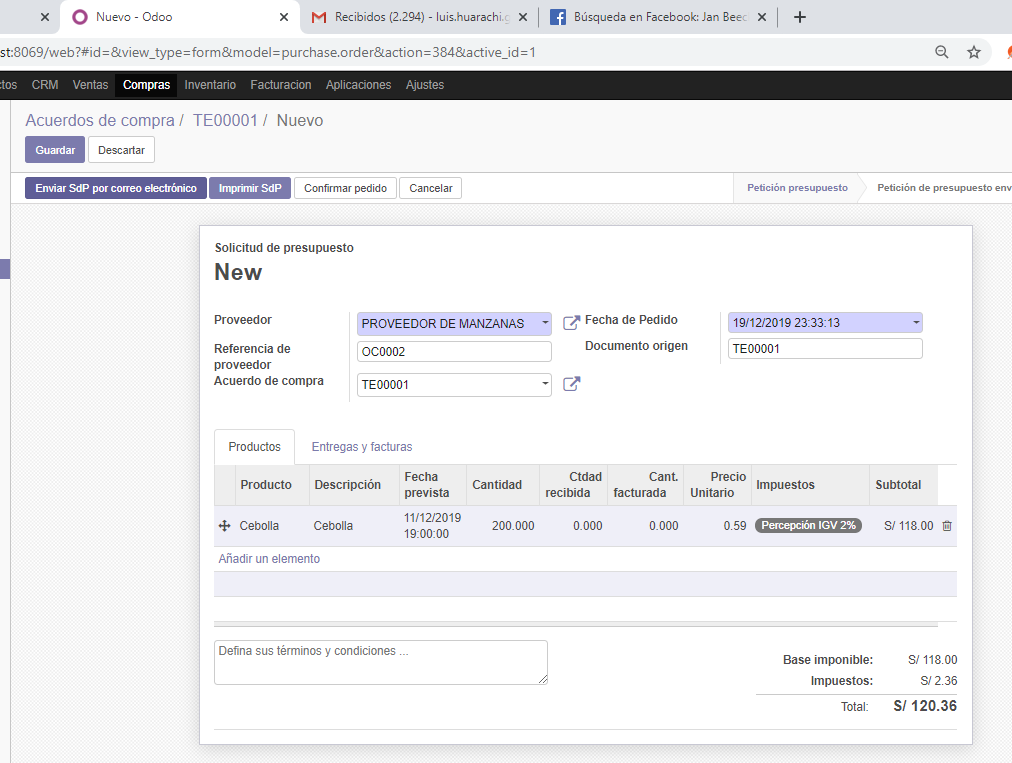 Nuevo - Odoo
Recibidos (2.294) - luis.huarachi.g
Búsqueda en Facebook: Jan Beec
st:8069/web?#id=&view_type=form&model=purchase.order&action=384&active_id=1
ctos CRM Ventas Compras Inventario Facturacion Aplicaciones Ajustes
Acuerdos de compra / TE00001 / Nuevo
Guardar Descartar
Enviar SdP por correo electrónico Imprimir SdP Confirmar pedido Cancelar Petición presupuesto Petición de presupuesto env
Solicitud de presupuesto
New
Proveedor PROVEEDOR DE MANZANAS Fecha de Pedido 19/12/2019 23:33:13
Referencia de proveedor OC0002 Documento origen TE00001
Acuerdo de compra TE00001
Productos Entregas y facturas
Producto Descripción Fecha prevista Cantidad Ctdad recibida Cant. facturada Precio Unitario Impuestos Subtotal
Cebolla Cebolla 11/12/2019 19:00:00 200.000 0.000 0.000 0.59 Percepción IGV 2% S/ 118.00
Añadir un elemento
Defina sus términos y condiciones ...
Base imponible: S/ 118.00
Impuestos: S/ 2.36
Total: S/ 120.36